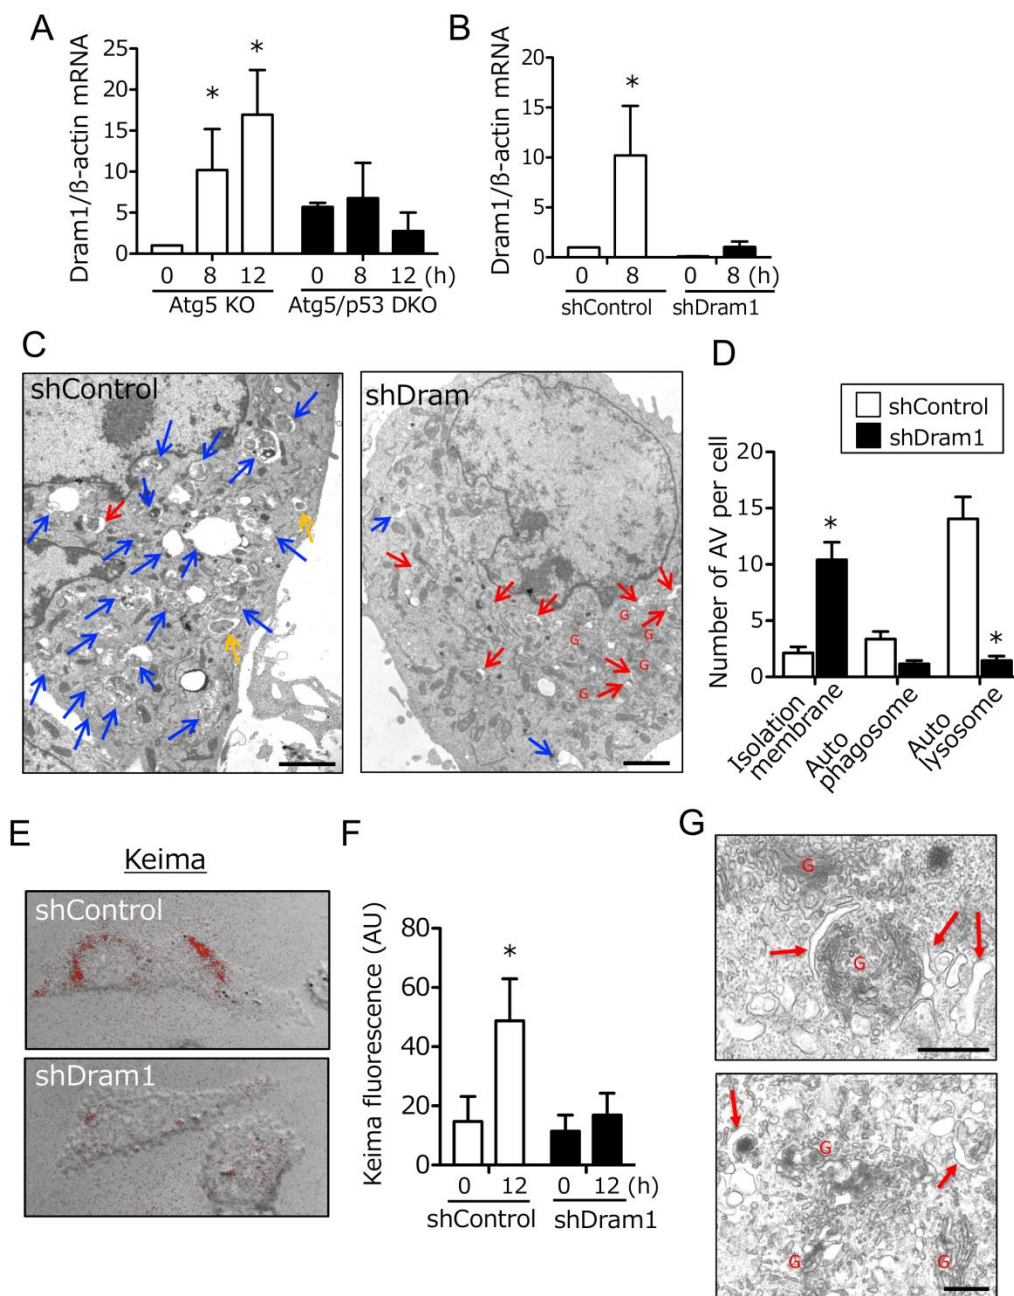 A
Dram1/ß-actin mRNA
25
20
15
10
5
0
*
*
0 8 12 0 8 12 (h)
Atg5 KO Atg5/p53 DKO
B
Dram1/ß-actin mRNA
20
15
10
5
0
*
0 8 0 8 (h)
shControl shDram1
C
shControl
shDram
G
G
G
G
G
D
shControl
shDram1
Number of AV per cell
20
15
10
5
0
*
*
Isolation
membrane
Auto
phagosome
Auto
lysosome
E
Keima
shControl
shDram1
F
Keima fluorescence (AU)
80
60
40
20
0
*
0 12 0 12 (h)
shControl shDram1
G
G
G
G
G
G